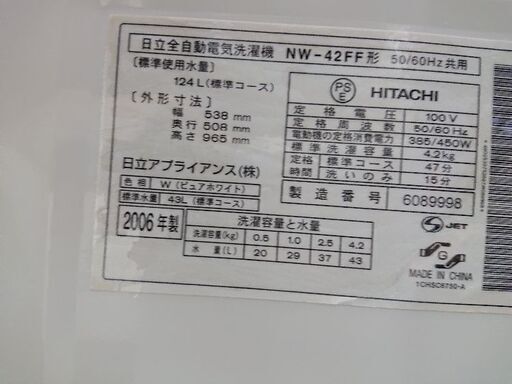 日立全自動電気洗濯機 NW-42FF形 50/60Hz共用
〔標準使用水量〕
124L(標準コース)
〔外形寸法〕
幅 538 mm
奥行 508 mm
高さ 965 mm
日立アプライアンス(株)
色相 W(ピュアホワイト)
標準水量 43L(標準コース)
2006年製
洗濯容量と水量
洗濯容量(kg) 0.5 1.0 2.5 4.2
水量(L) 20 29 37 43
PS
E
HITACHI
定格電圧 100V
定格周波数 50/60Hz
電動機の定格消費電力 385/450W
標準洗濯容量 4.2kg
定格時間 標準コース 47分
洗いのみ 15分
製造番号 6089998
S JET
G
MADE IN CHINA
1CHSC8750-A